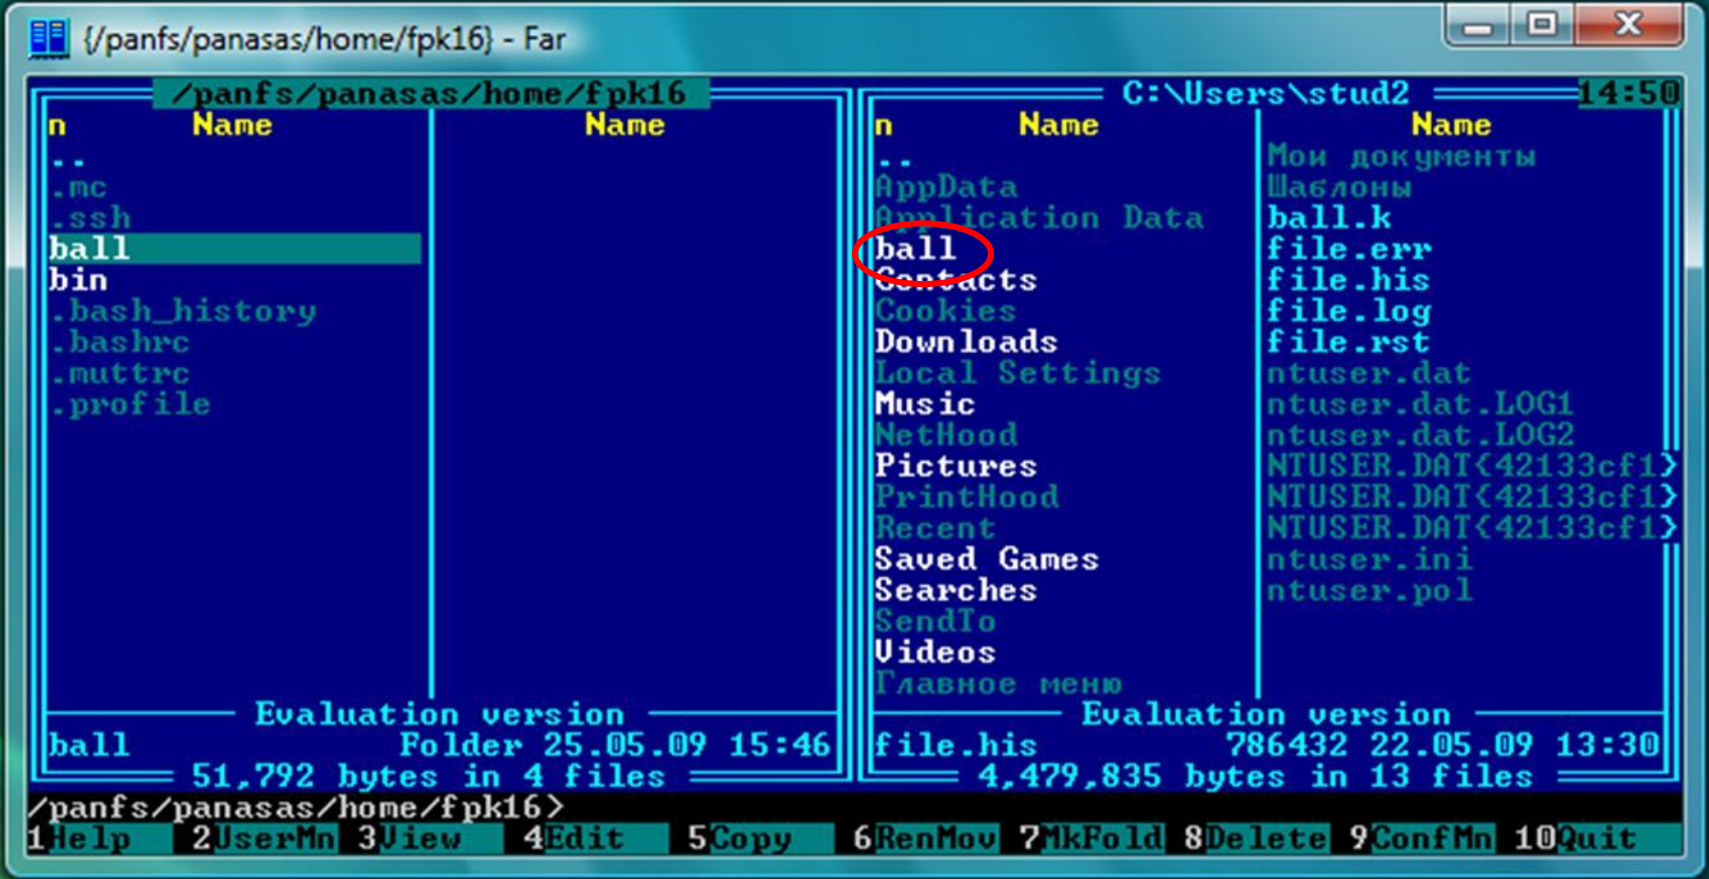 {/panfs/panasas/home/fpk16} - Far
/panfs/panasas/home/fpk16
n Name Name
..
.mc
.ssh
ball
bin
.bash_history
.bashrc
.muttrc
.profile
Evaluation version
ball Folder 25.05.09 15:46
51,792 bytes in 4 files
C:\Users\stud2 14:50
n Name Name
..
AppData
Application Data
ball
Contacts
Cookies
Downloads
Local Settings
Music
NetHood
Pictures
PrintHood
Recent
Saved Games
Searches
SendTo
Videos
Главное меню
Мои документы
Шаблоны
ball.k
file.err
file.his
file.log
file.rst
ntuser.dat
ntuser.dat.LOG1
ntuser.dat.LOG2
NTUSER.DAT{42133cf1}
NTUSER.DAT{42133cf1}
NTUSER.DAT{42133cf1}
ntuser.ini
ntuser.pol
Evaluation version
file.his 786432 22.05.09 13:30
4,479,835 bytes in 13 files
/panfs/panasas/home/fpk16>
1Help 2UserMn 3View 4Edit 5Copy 6RenMov 7MkFold 8Delete 9ConfMn 10Quit